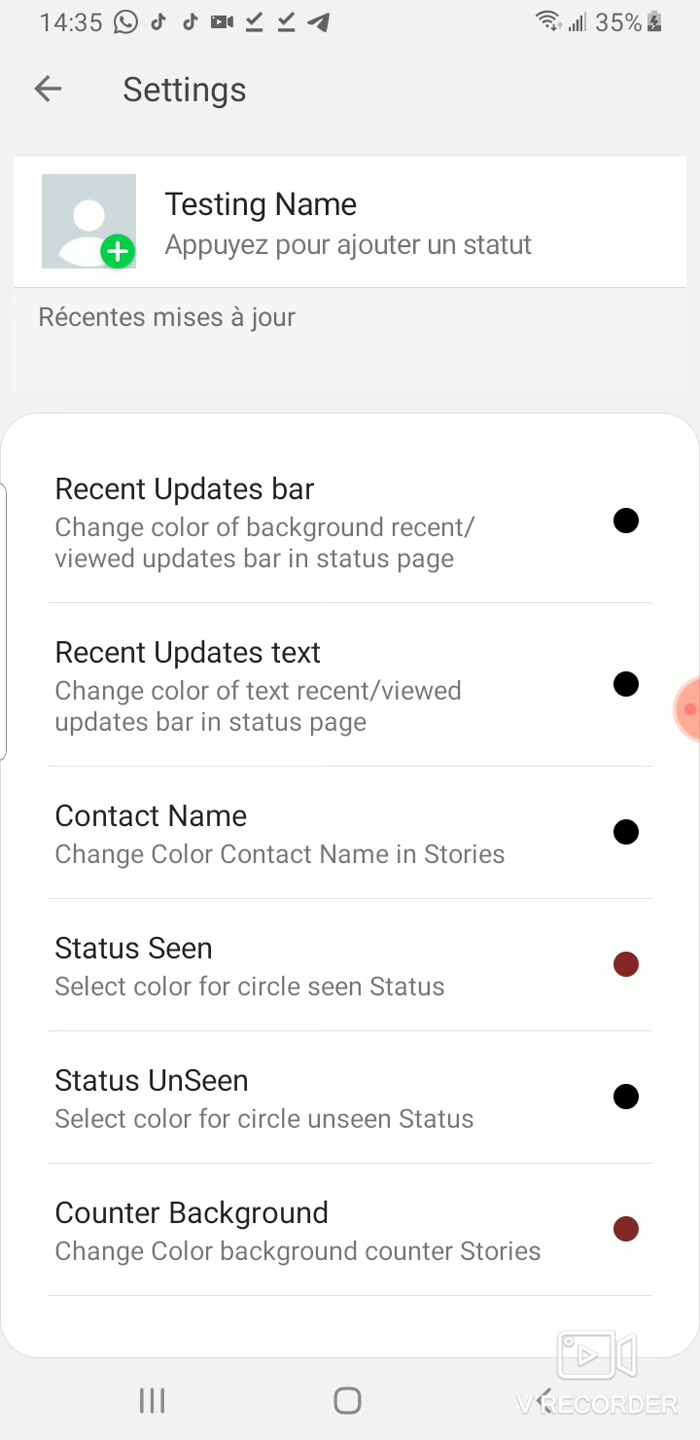 14:35
35%
Settings
Testing Name
Appuyez pour ajouter un statut
Récentes mises à jour
Recent Updates bar
Change color of background recent/
viewed updates bar in status page
Recent Updates text
Change color of text recent/viewed
updates bar in status page
Contact Name
Change Color Contact Name in Stories
Status Seen
Select color for circle seen Status
Status UnSeen
Select color for circle unseen Status
Counter Background
Change Color background counter Stories
V RECORDER